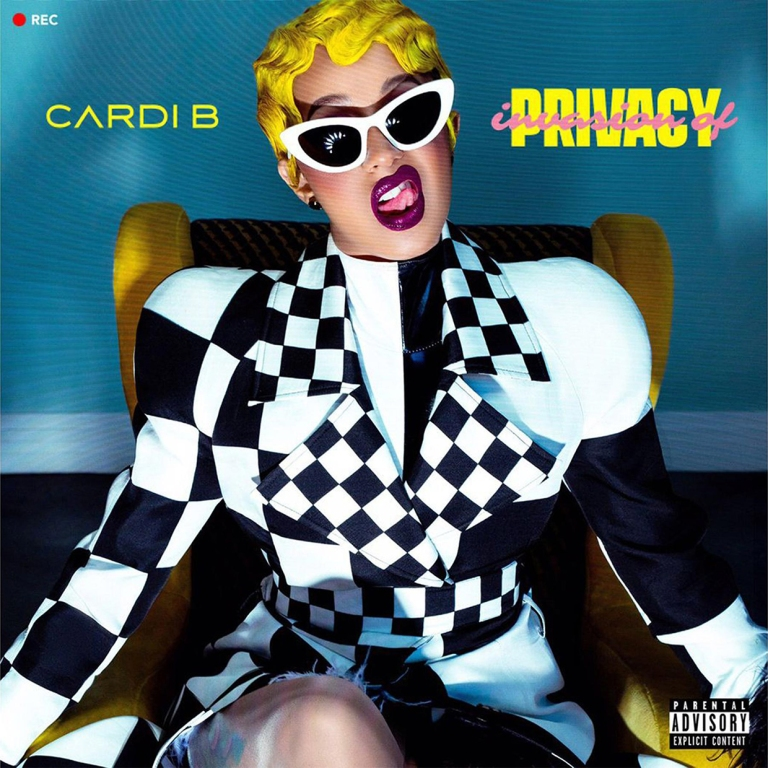 REC
CARDI B
invasion of
PRIVACY
PARENTAL
ADVISORY
EXPLICIT CONTENT